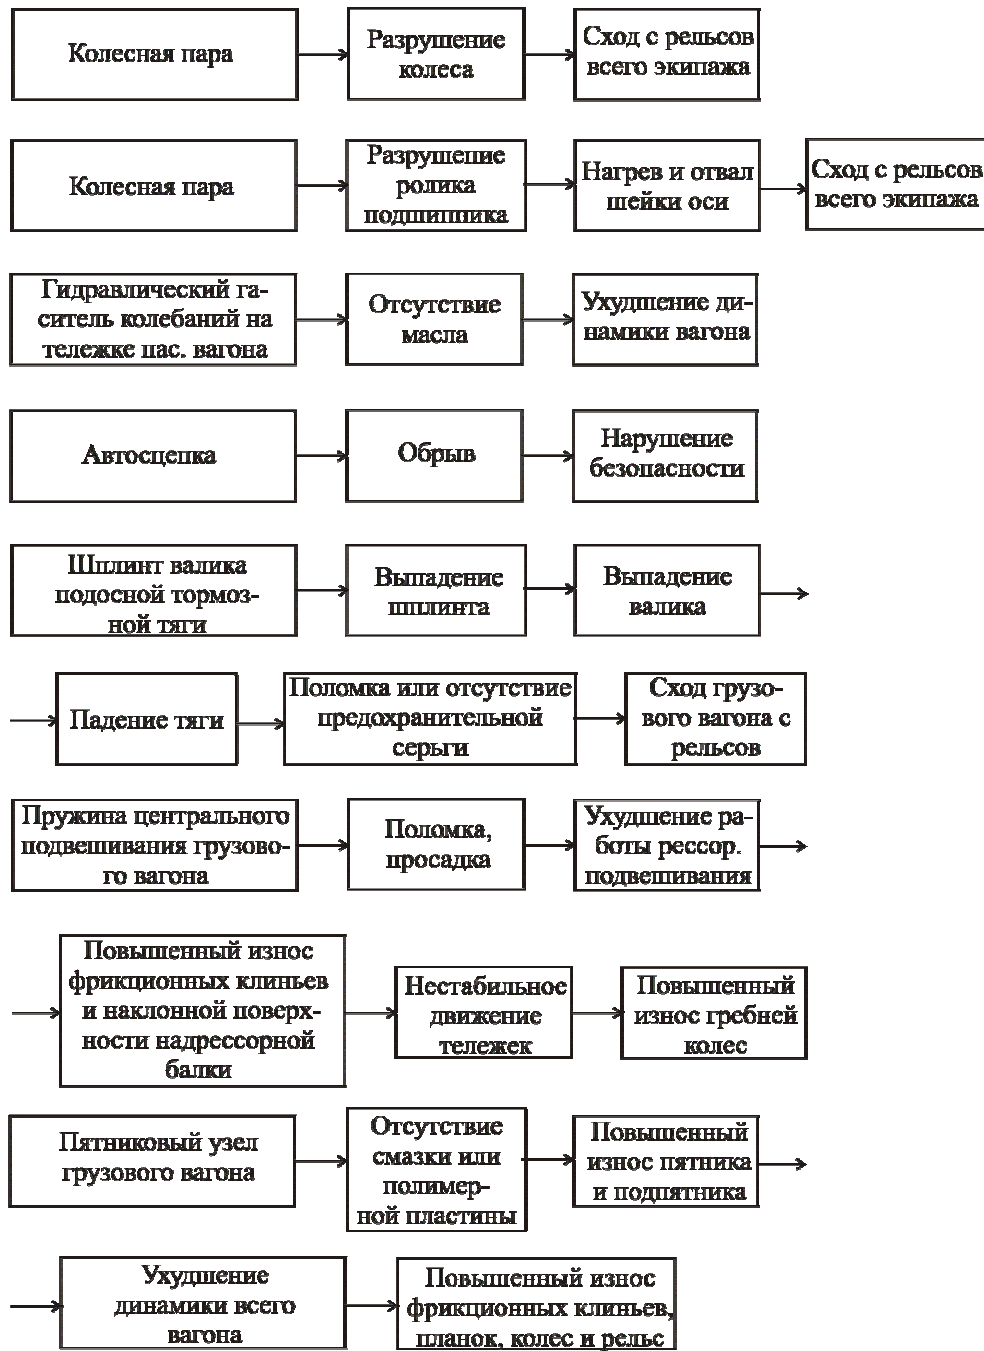 Колесная пара
Разрушение
колеса
Сход с рельсов
всего экипажа
Колесная пара
Разрушение
ролика
подшипника
Нагрев и отвал
шейки оси
Сход с рельсов
всего экипажа
Гидравлический га-
ситель колебаний на
тележке пас. вагона
Отсутствие
масла
Ухудшение ди-
намики вагона
Автосцепка
Обрыв
Нарушение
безопасности
Шплинт валика
подосной тормоз-
ной тяги
Выпадение
шплинта
Выпадение
валика
Падение тяги
Поломка или отсутствие
предохранительной
серьги
Сход грузо-
вого вагона с
рельсов
Пружина центрального
подвешивания грузово-
го вагона
Поломка,
просадка
Ухудшение ра-
боты рессор.
подвешивания
Повышенный износ
фрикционных клиньев
и наклонной поверх-
ности надрессорной
балки
Нестабильное
движение
тележек
Повышенный
износ гребней
колес
Пятниковый узел
грузового вагона
Отсутствие
смазки или
полимер-
ной пластины
Повышенный
износ пятника
и подпятника
Ухудшение
динамики всего
вагона
Повышенный износ
фрикционных клиньев,
планок, колес и рельс